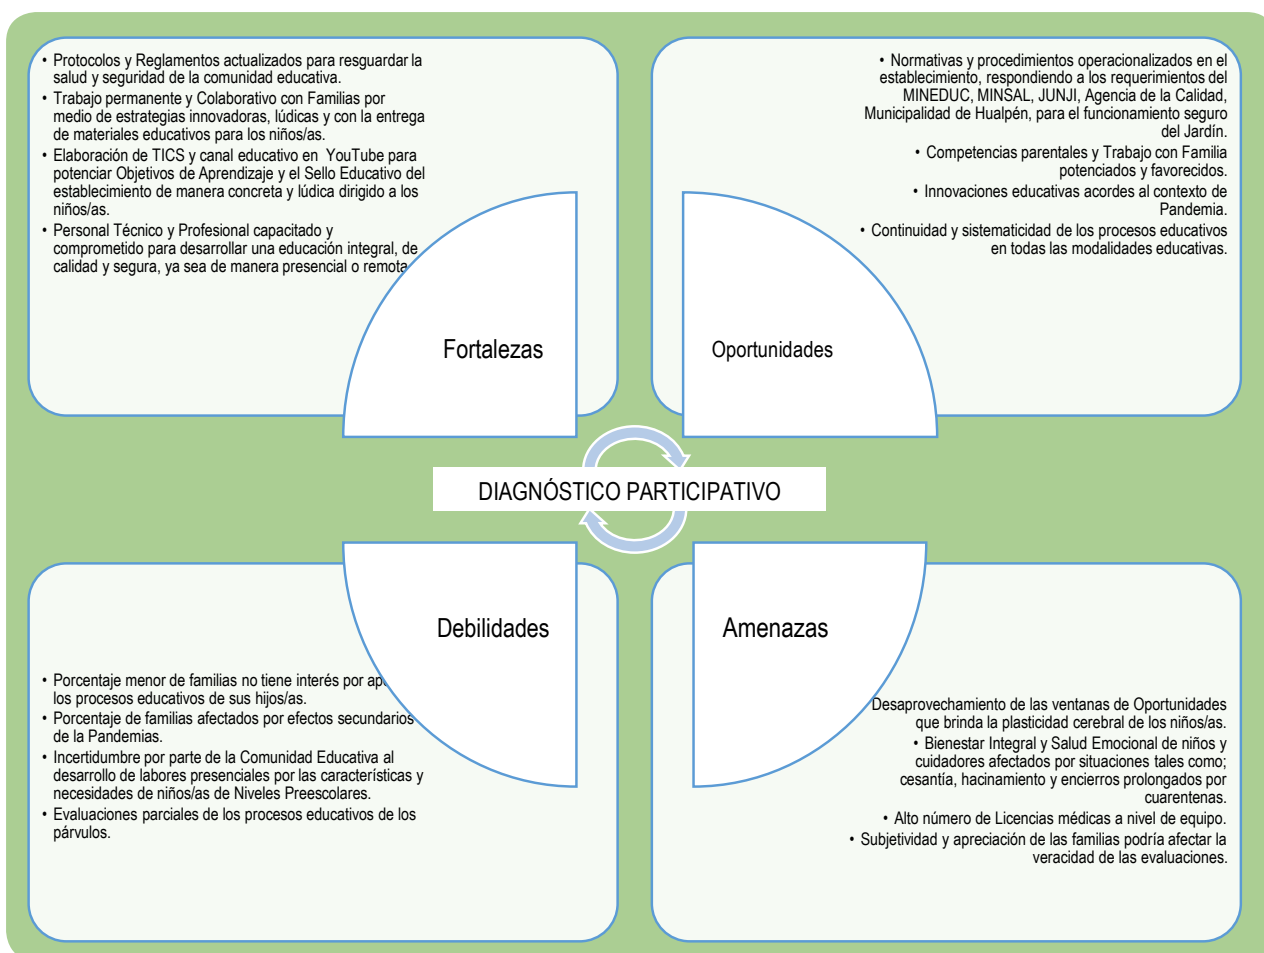 • Protocolos y Reglamentos actualizados para resguardar la
salud y seguridad de la comunidad educativa.
• Trabajo permanente y Colaborativo con Familias por
medio de estrategias innovadoras, lúdicas y con la entrega
de materiales educativos para los niños/as.
• Elaboración de TICS y canal educativo en YouTube para
potenciar Objetivos de Aprendizaje y el Sello Educativo del
establecimiento de manera concreta y lúdica dirigido a los
niños/as.
• Personal Técnico y Profesional capacitado y
comprometido para desarrollar una educación integral, de
calidad y segura, ya sea de manera presencial o remota
Fortalezas
• Normativas y procedimientos operacionalizados en el
establecimiento, respondiendo a los requerimientos del
MINEDUC, MINSAL, JUNJI, Agencia de la Calidad,
Municipalidad de Hualpén, para el funcionamiento seguro
del Jardín.
• Competencias parentales y Trabajo con Familia
potenciados y favorecidos.
• Innovaciones educativas acordes al contexto de
Pandemia.
• Continuidad y sistematicidad de los procesos educativos
en todas las modalidades educativas.
Oportunidades
DIAGNÓSTICO PARTICIPATIVO
Debilidades
• Porcentaje menor de familias no tiene interés por
los procesos educativos de sus hijos/as.
• Porcentaje de familias afectados por efectos secundarios
de la Pandemias.
• Incertidumbre por parte de la Comunidad Educativa al
desarrollo de labores presenciales por las características y
necesidades de niños/as de Niveles Preescolares.
• Evaluaciones parciales de los procesos educativos de los
párvulos.
Amenazas
Desaprovechamiento de las ventanas de Oportunidades
que brinda la plasticidad cerebral de los niños/as.
• Bienestar Integral y Salud Emocional de niños y
cuidadores afectados por situaciones tales como;
cesantía, hacinamiento y encierros prolongados por
cuarentenas.
• Alto número de Licencias médicas a nivel de equipo.
• Subjetividad y apreciación de las familias podría afectar la
veracidad de las evaluaciones.